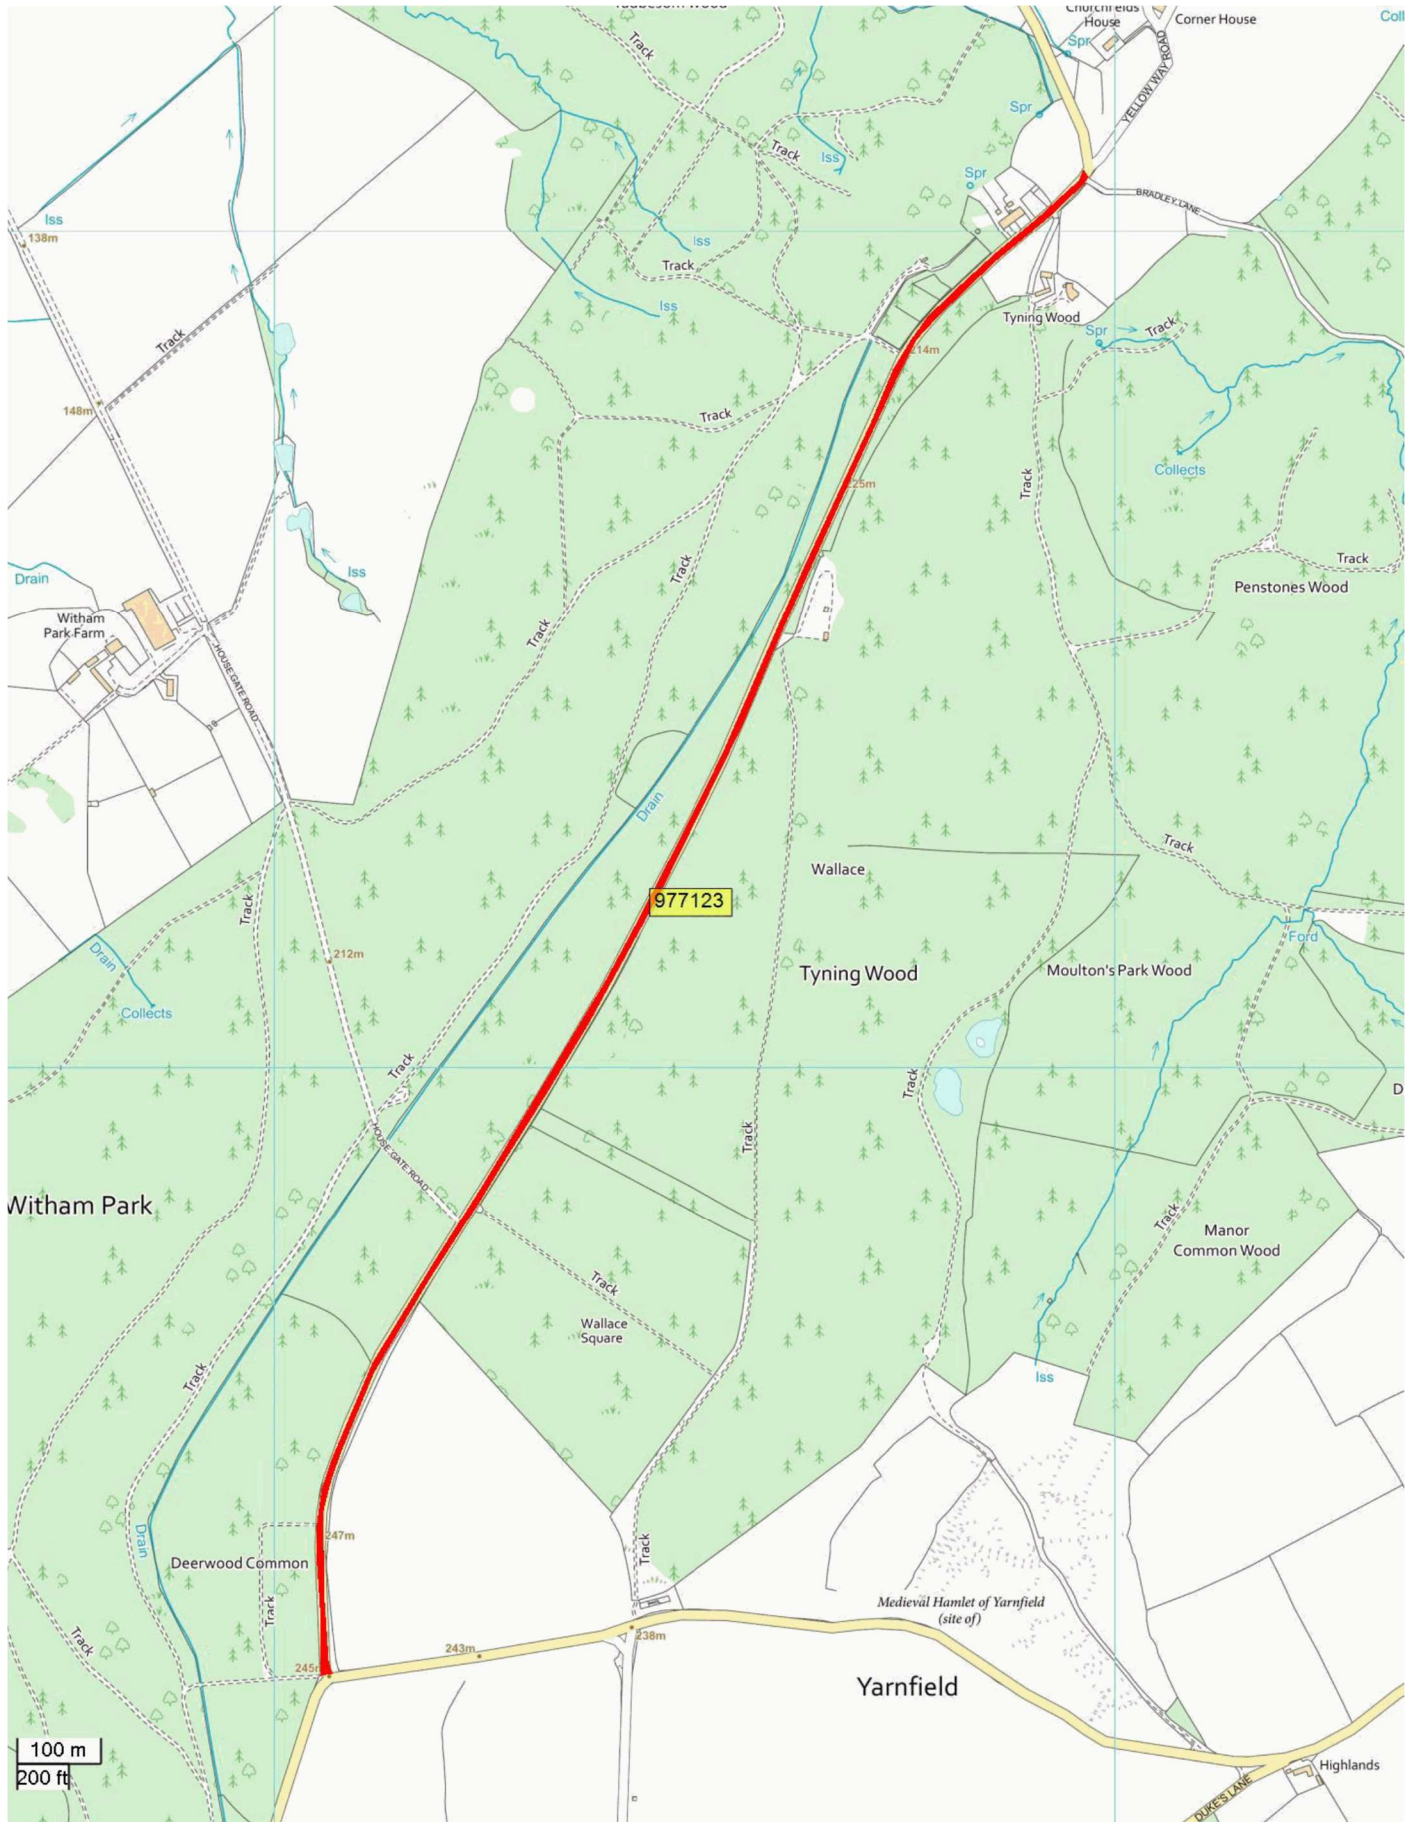 Track
Churchfields
House
Corner House
Coll
Spr
YELLOW WAY ROAD
Spr
Track
Iss
Spr
BRADLEY LANE
Iss
138m
Iss
Track
Iss
Tyning Wood
Spr
Track
Track
214m
148m
Track
Collects
Track
225m
Iss
Drain
Track
Track
Penstones Wood
Witham
Park Farm
Track
HOUSE GATE ROAD
Drain
Track
Wallace
977123
Track
Drain
212m
Tyning Wood
Moulton's Park Wood
Ford
Collects
Track
Track
D
HOUSE GATE ROAD
Track
Witham Park
Track
Manor
Common Wood
Track
Wallace
Square
Track
Iss
247m
Drain
Deerwood Common
Track
Track
Medieval Hamlet of Yarnfield
(site of)
Track
243m
238m
245m
Yarnfield
100 m
200 ft
Highlands
DUKE'S LANE